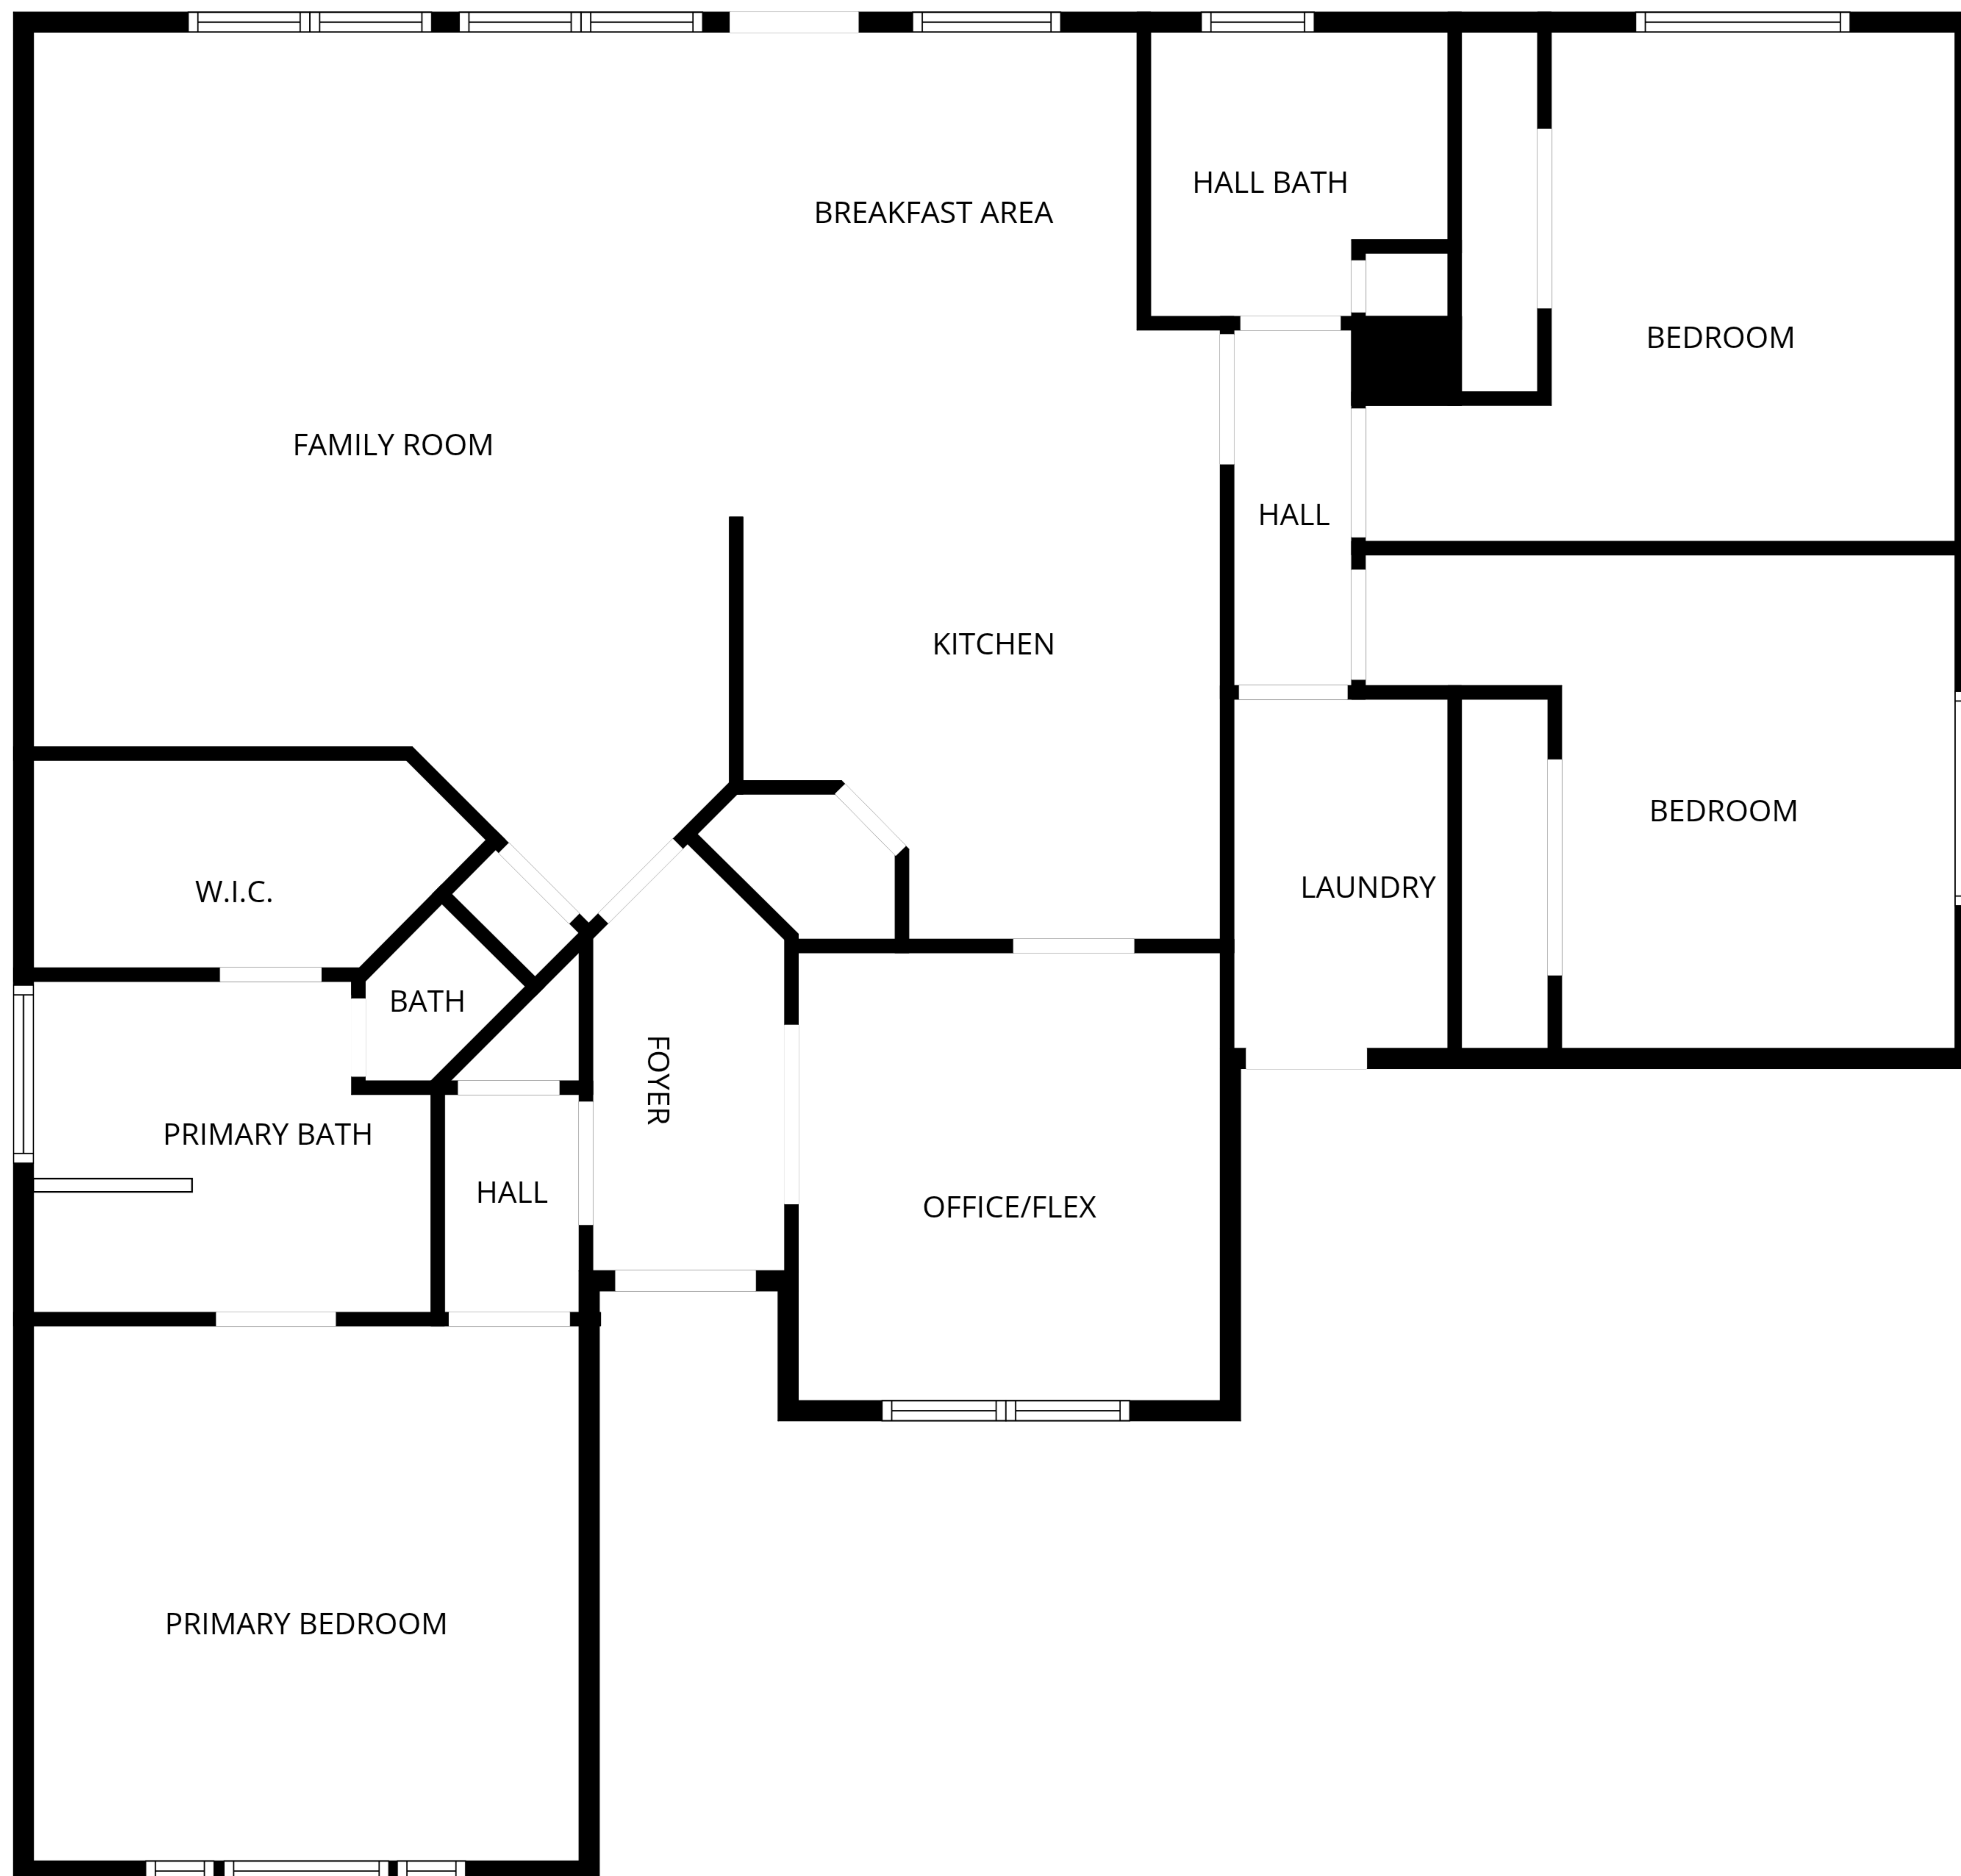 HALL BATH
BREAKFAST AREA
BEDROOM
FAMILY ROOM
HALL
KITCHEN
BEDROOM
LAUNDRY
W.I.C.
BATH
FOYER
PRIMARY BATH
HALL
OFFICE/FLEX
PRIMARY BEDROOM